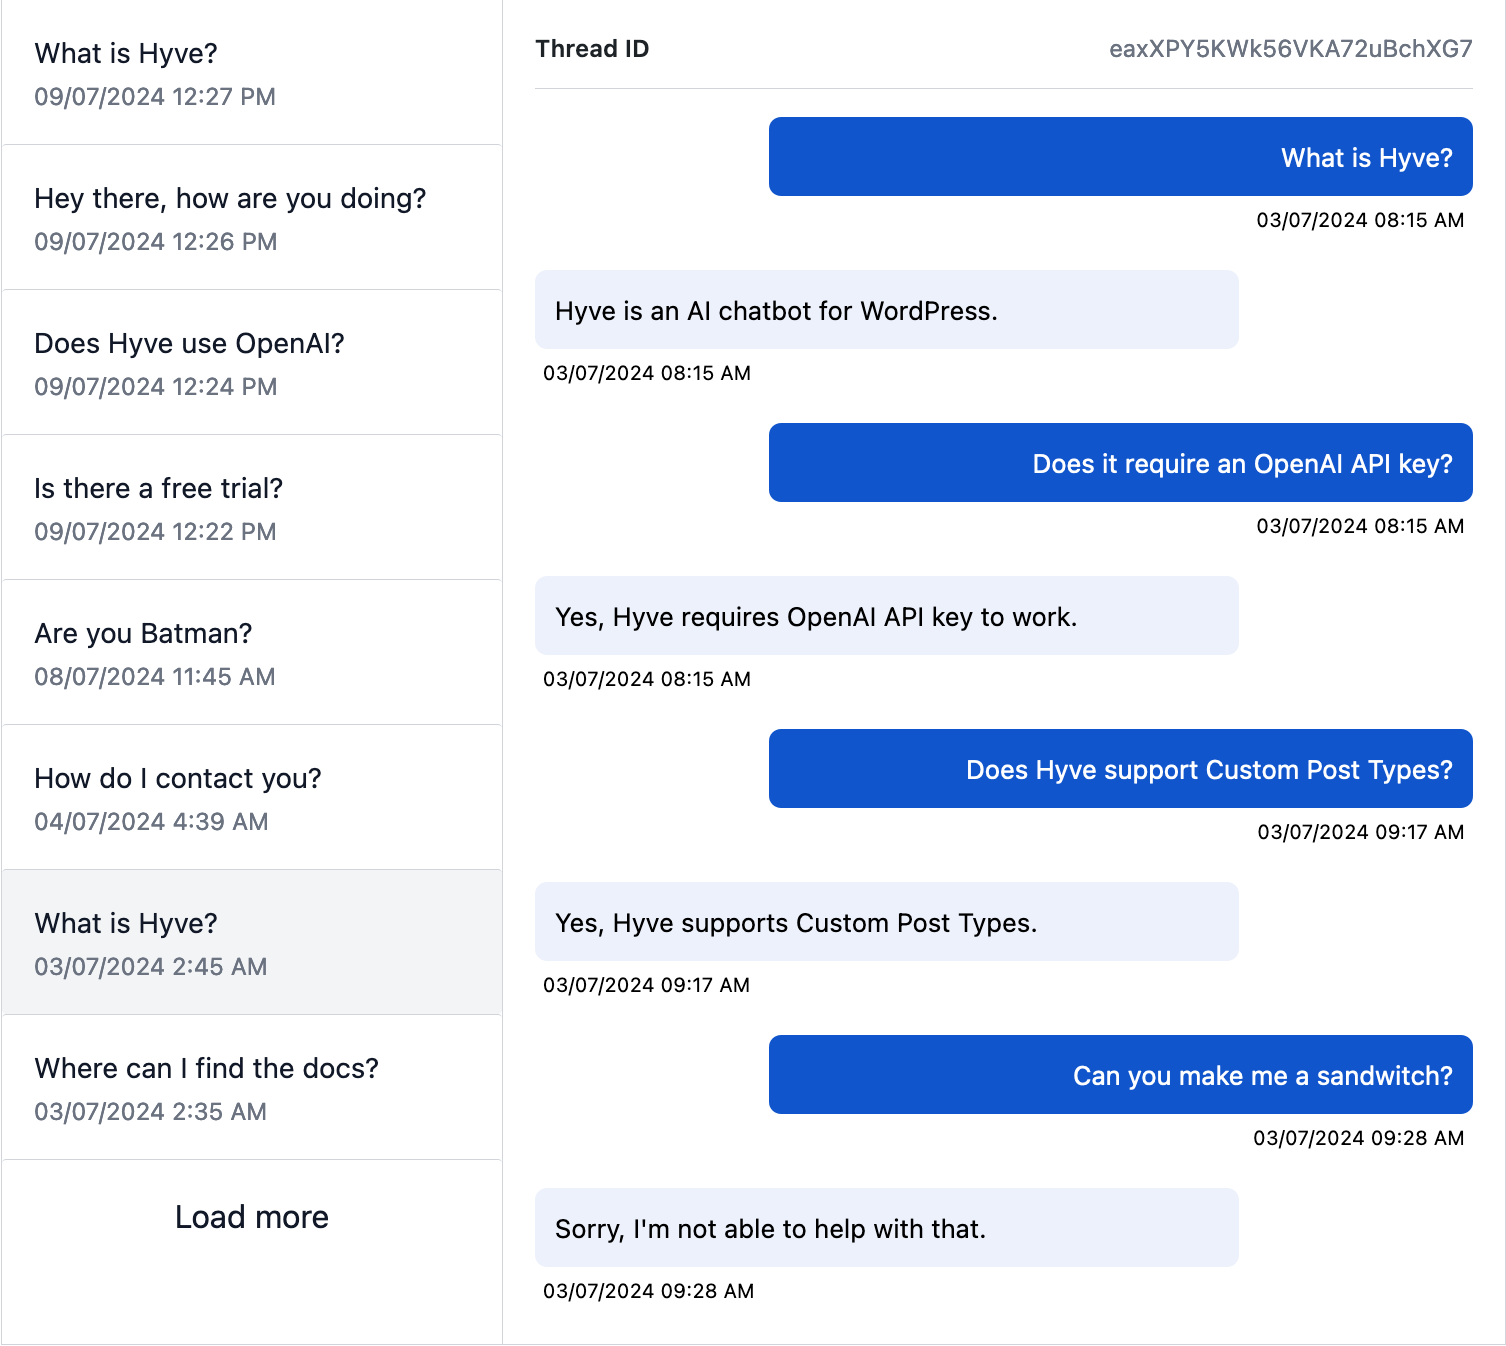 What is Hyve?
09/07/2024 12:27 PM
Hey there, how are you doing?
09/07/2024 12:26 PM
Does Hyve use OpenAI?
09/07/2024 12:24 PM
Is there a free trial?
09/07/2024 12:22 PM
Are you Batman?
08/07/2024 11:45 AM
How do I contact you?
04/07/2024 4:39 AM
What is Hyve?
03/07/2024 2:45 AM
Where can I find the docs?
03/07/2024 2:35 AM
Load more
Thread ID
eaxXPY5KWk56VKA72uBchXG7
What is Hyve?
03/07/2024 08:15 AM
Hyve is an AI chatbot for WordPress.
03/07/2024 08:15 AM
Does it require an OpenAI API key?
03/07/2024 08:15 AM
Yes, Hyve requires OpenAI API key to work.
03/07/2024 08:15 AM
Does Hyve support Custom Post Types?
03/07/2024 09:17 AM
Yes, Hyve supports Custom Post Types.
03/07/2024 09:17 AM
Can you make me a sandwitch?
03/07/2024 09:28 AM
Sorry, I'm not able to help with that.
03/07/2024 09:28 AM